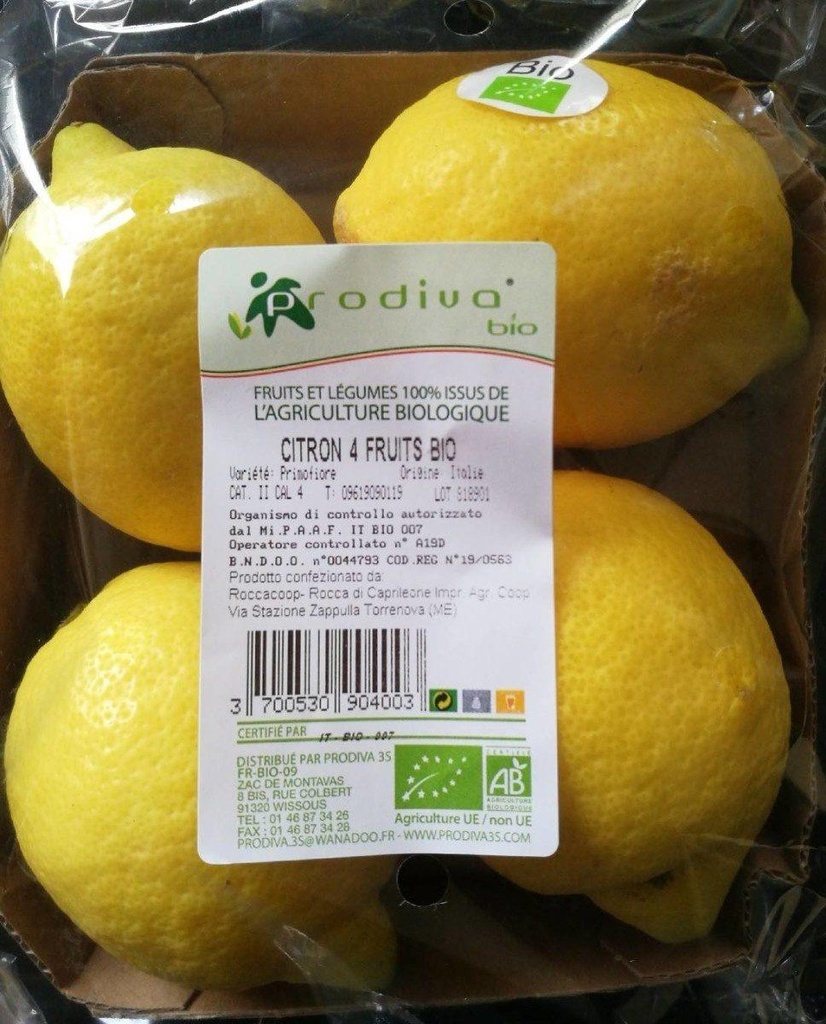 Bio
Prodiva
bio
FRUITS ET LÉGUMES 100% ISSUS DE
L'AGRICULTURE BIOLOGIQUE
CITRON 4 FRUITS BIO
Variété: Primofiore Origine Italie
CAT. II CAL 4 T: 09619090119 LOT 818901
Organismo di controllo autorizzato
dal Mi.P.A.A.F. IT BIO 007
Operatore controllato n° A19D
B.N.D.O.O. n°0044793 COD.REG N°19/0563
Prodotto confezionato da:
Roccacoop- Rocca di Caprileone Impr. Agr. Coop
Via Stazione Zappulla Torrenova (ME)
3 700530 904003
CERTIFIÉ PAR IT-BIO-007
DISTRIBUÉ PAR PRODIVA 3S
FR-BIO-09
ZAC DE MONTAVAS
8 BIS, RUE COLBERT
91320 WISSOUS
TEL : 01 46 87 34 26
FAX : 01 46 87 34 28
PRODIVA.3S@WANADOO.FR - WWW.PRODIVA3S.COM
CERTIFIÉ
AB
AGRICULTURE
BIOLOGIQUE
Agriculture UE / non UE